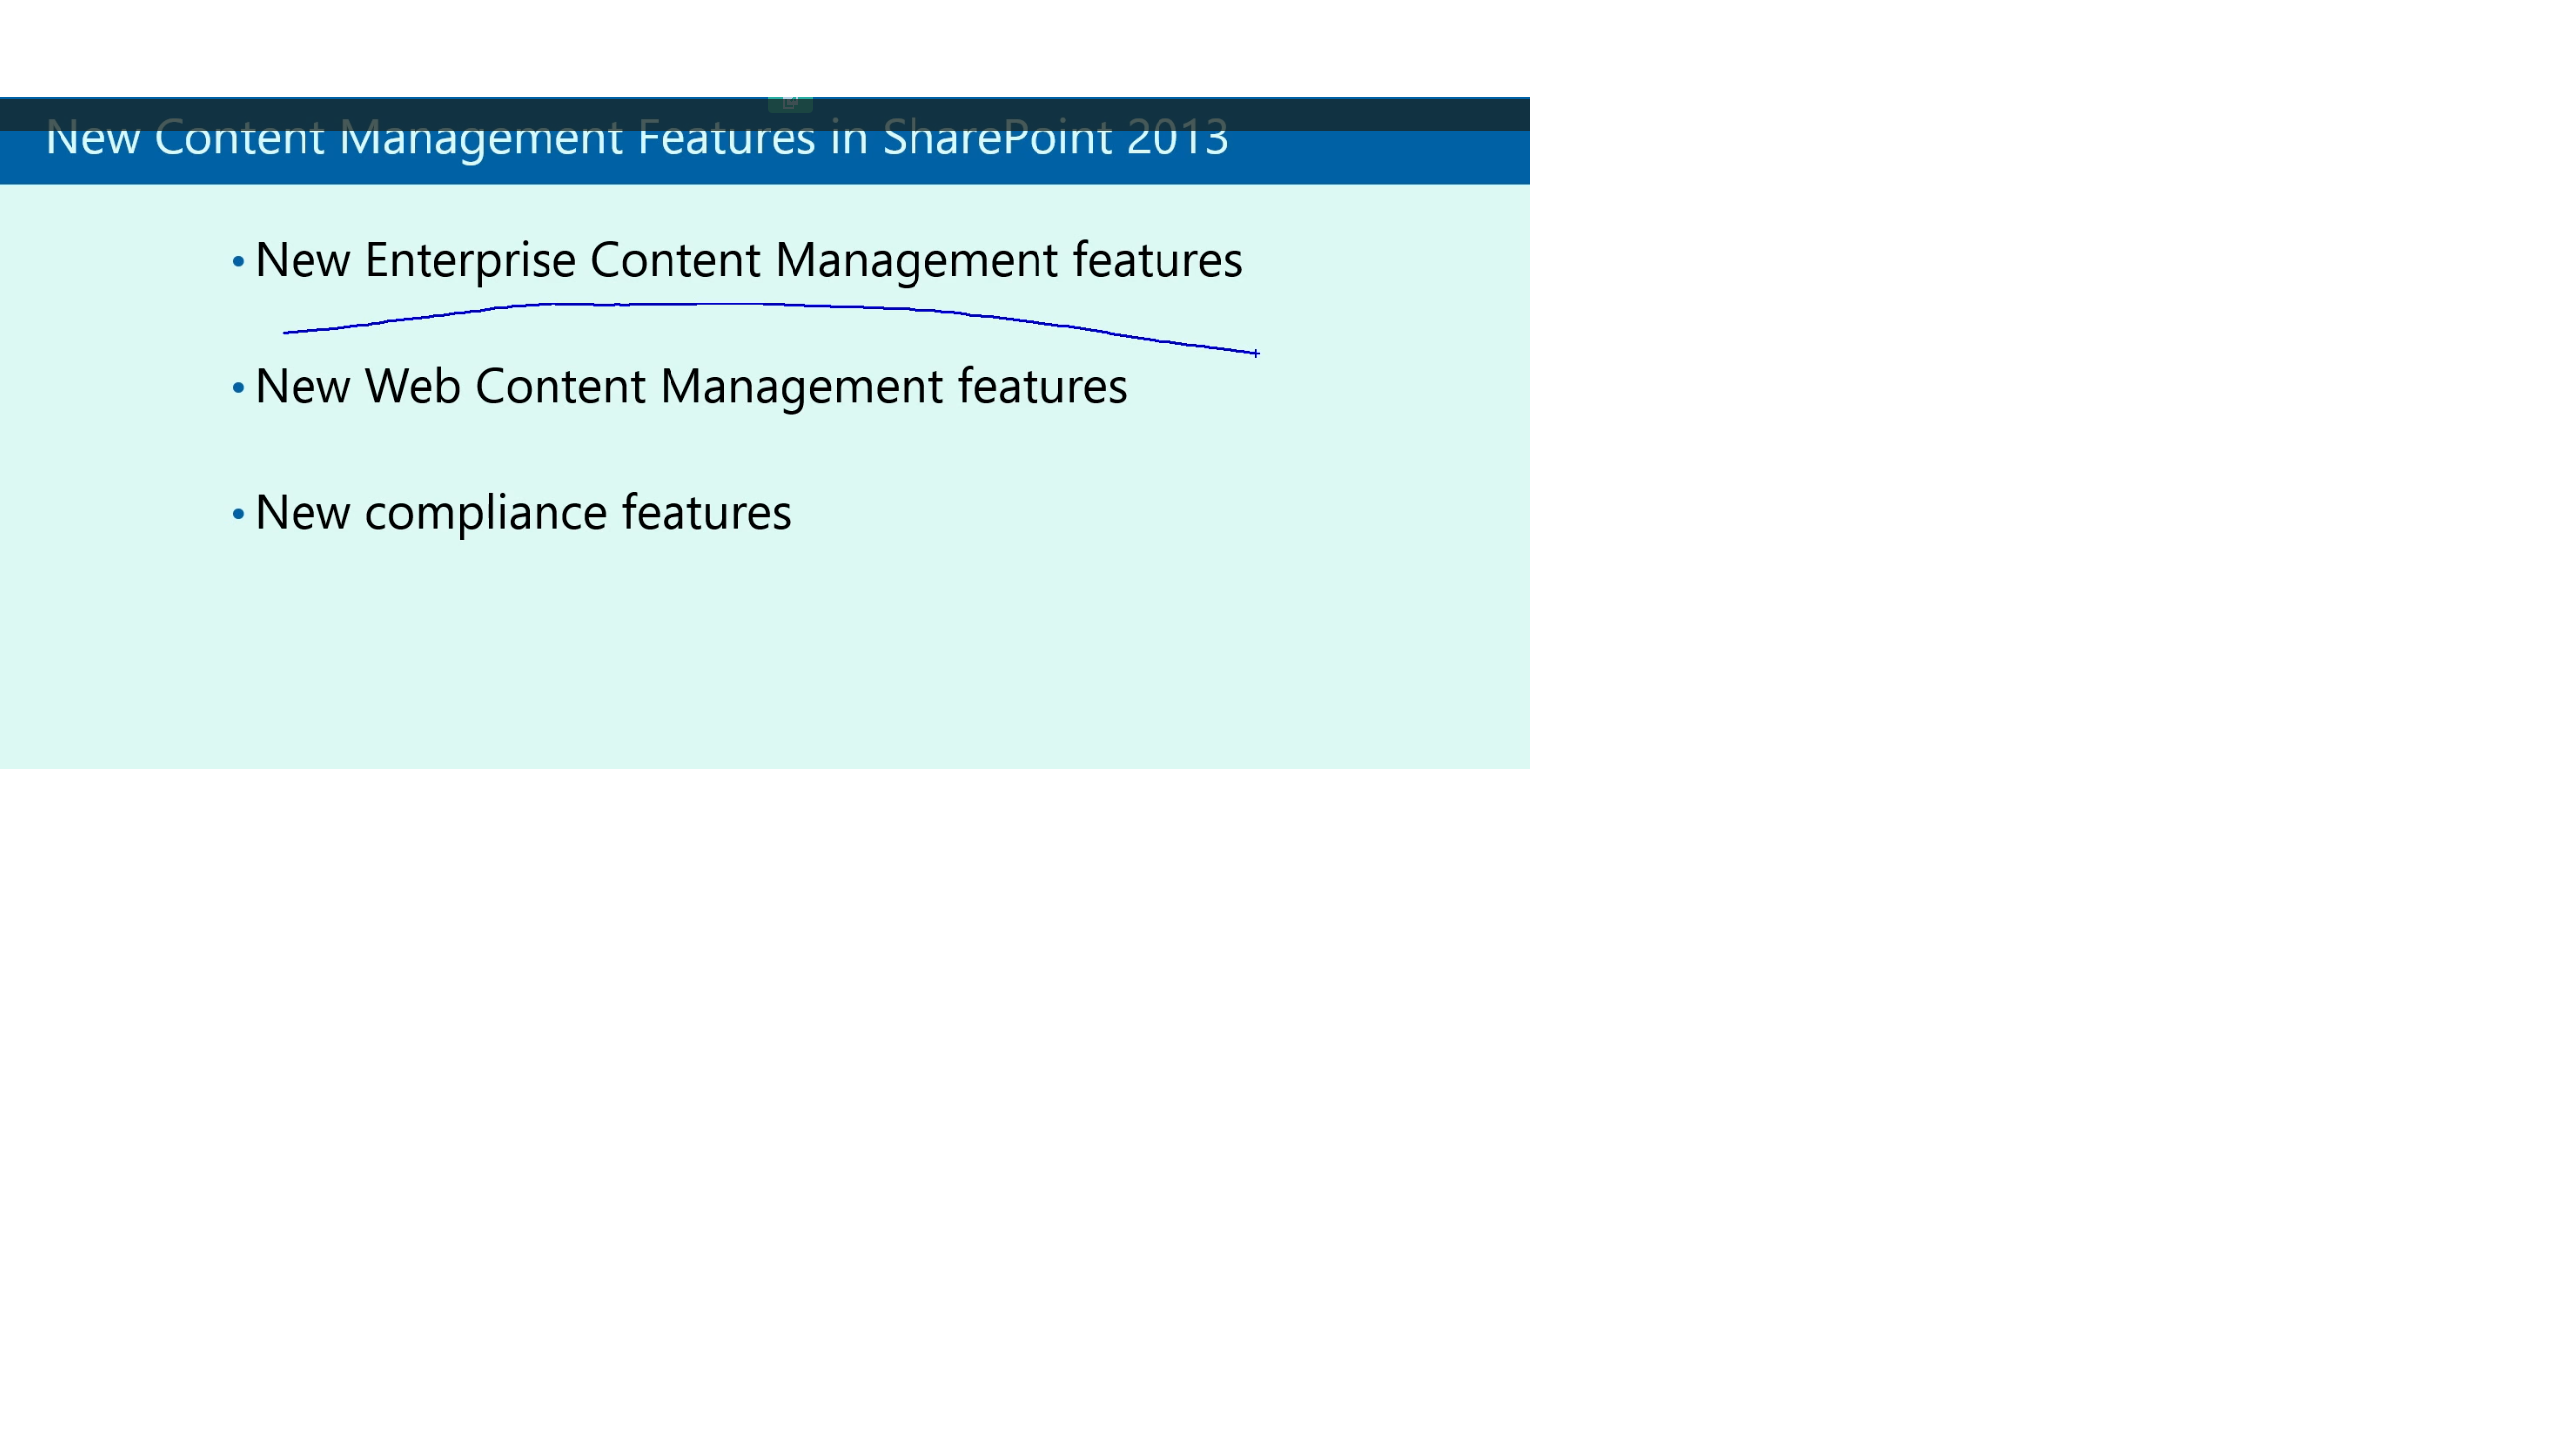 New Content Management Features in SharePoint 2013
• New Enterprise Content Management features
• New Web Content Management features
• New compliance features